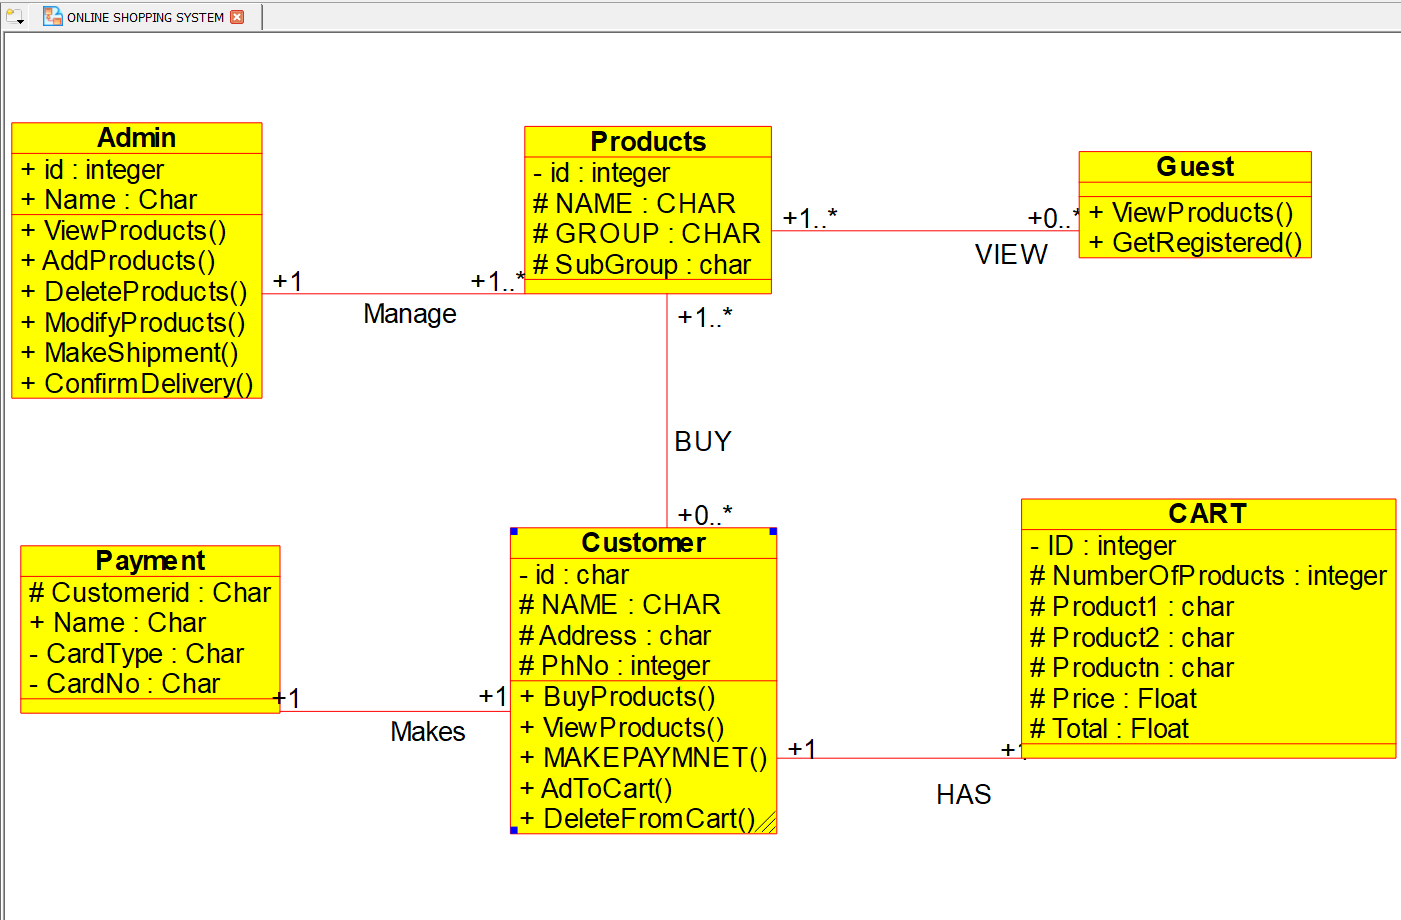 ONLINE SHOPPING SYSTEM
Admin
+ id : integer
+ Name : Char
+ ViewProducts()
+ AddProducts()
+ DeleteProducts()
+ ModifyProducts()
+ MakeShipment()
+ ConfirmDelivery()
+1
+1..*
Manage
Products
- id : integer
# NAME : CHAR
# GROUP : CHAR
# SubGroup : char
+1..*
+0..*
VIEW
Guest
+ ViewProducts()
+ GetRegistered()
+1..*
BUY
+0..*
Payment
# Customerid : Char
+ Name : Char
- CardType : Char
- CardNo : Char
+1
+1
Makes
Customer
- id : char
# NAME : CHAR
# Address : char
# PhNo : integer
+ BuyProducts()
+ ViewProducts()
+ MAKEPAYMNET()
+ AdToCart()
+ DeleteFromCart()
+1
+1
HAS
CART
- ID : integer
# NumberOfProducts : integer
# Product1 : char
# Product2 : char
# Productn : char
# Price : Float
# Total : Float